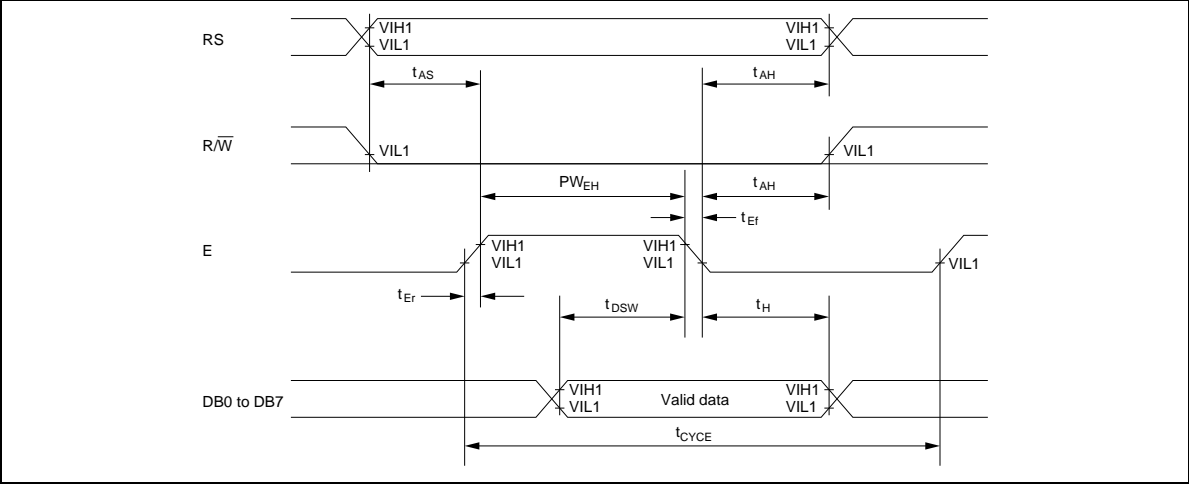 RS
VIH1
VIL1
VIH1
VIL1
tAS
tAH
R/W̅
VIL1
VIL1
PWEH
tAH
tEf
E
VIH1
VIL1
VIH1
VIL1
VIL1
tEr
tDSW
tH
DB0 to DB7
VIH1
VIL1
Valid data
VIH1
VIL1
tCYCE